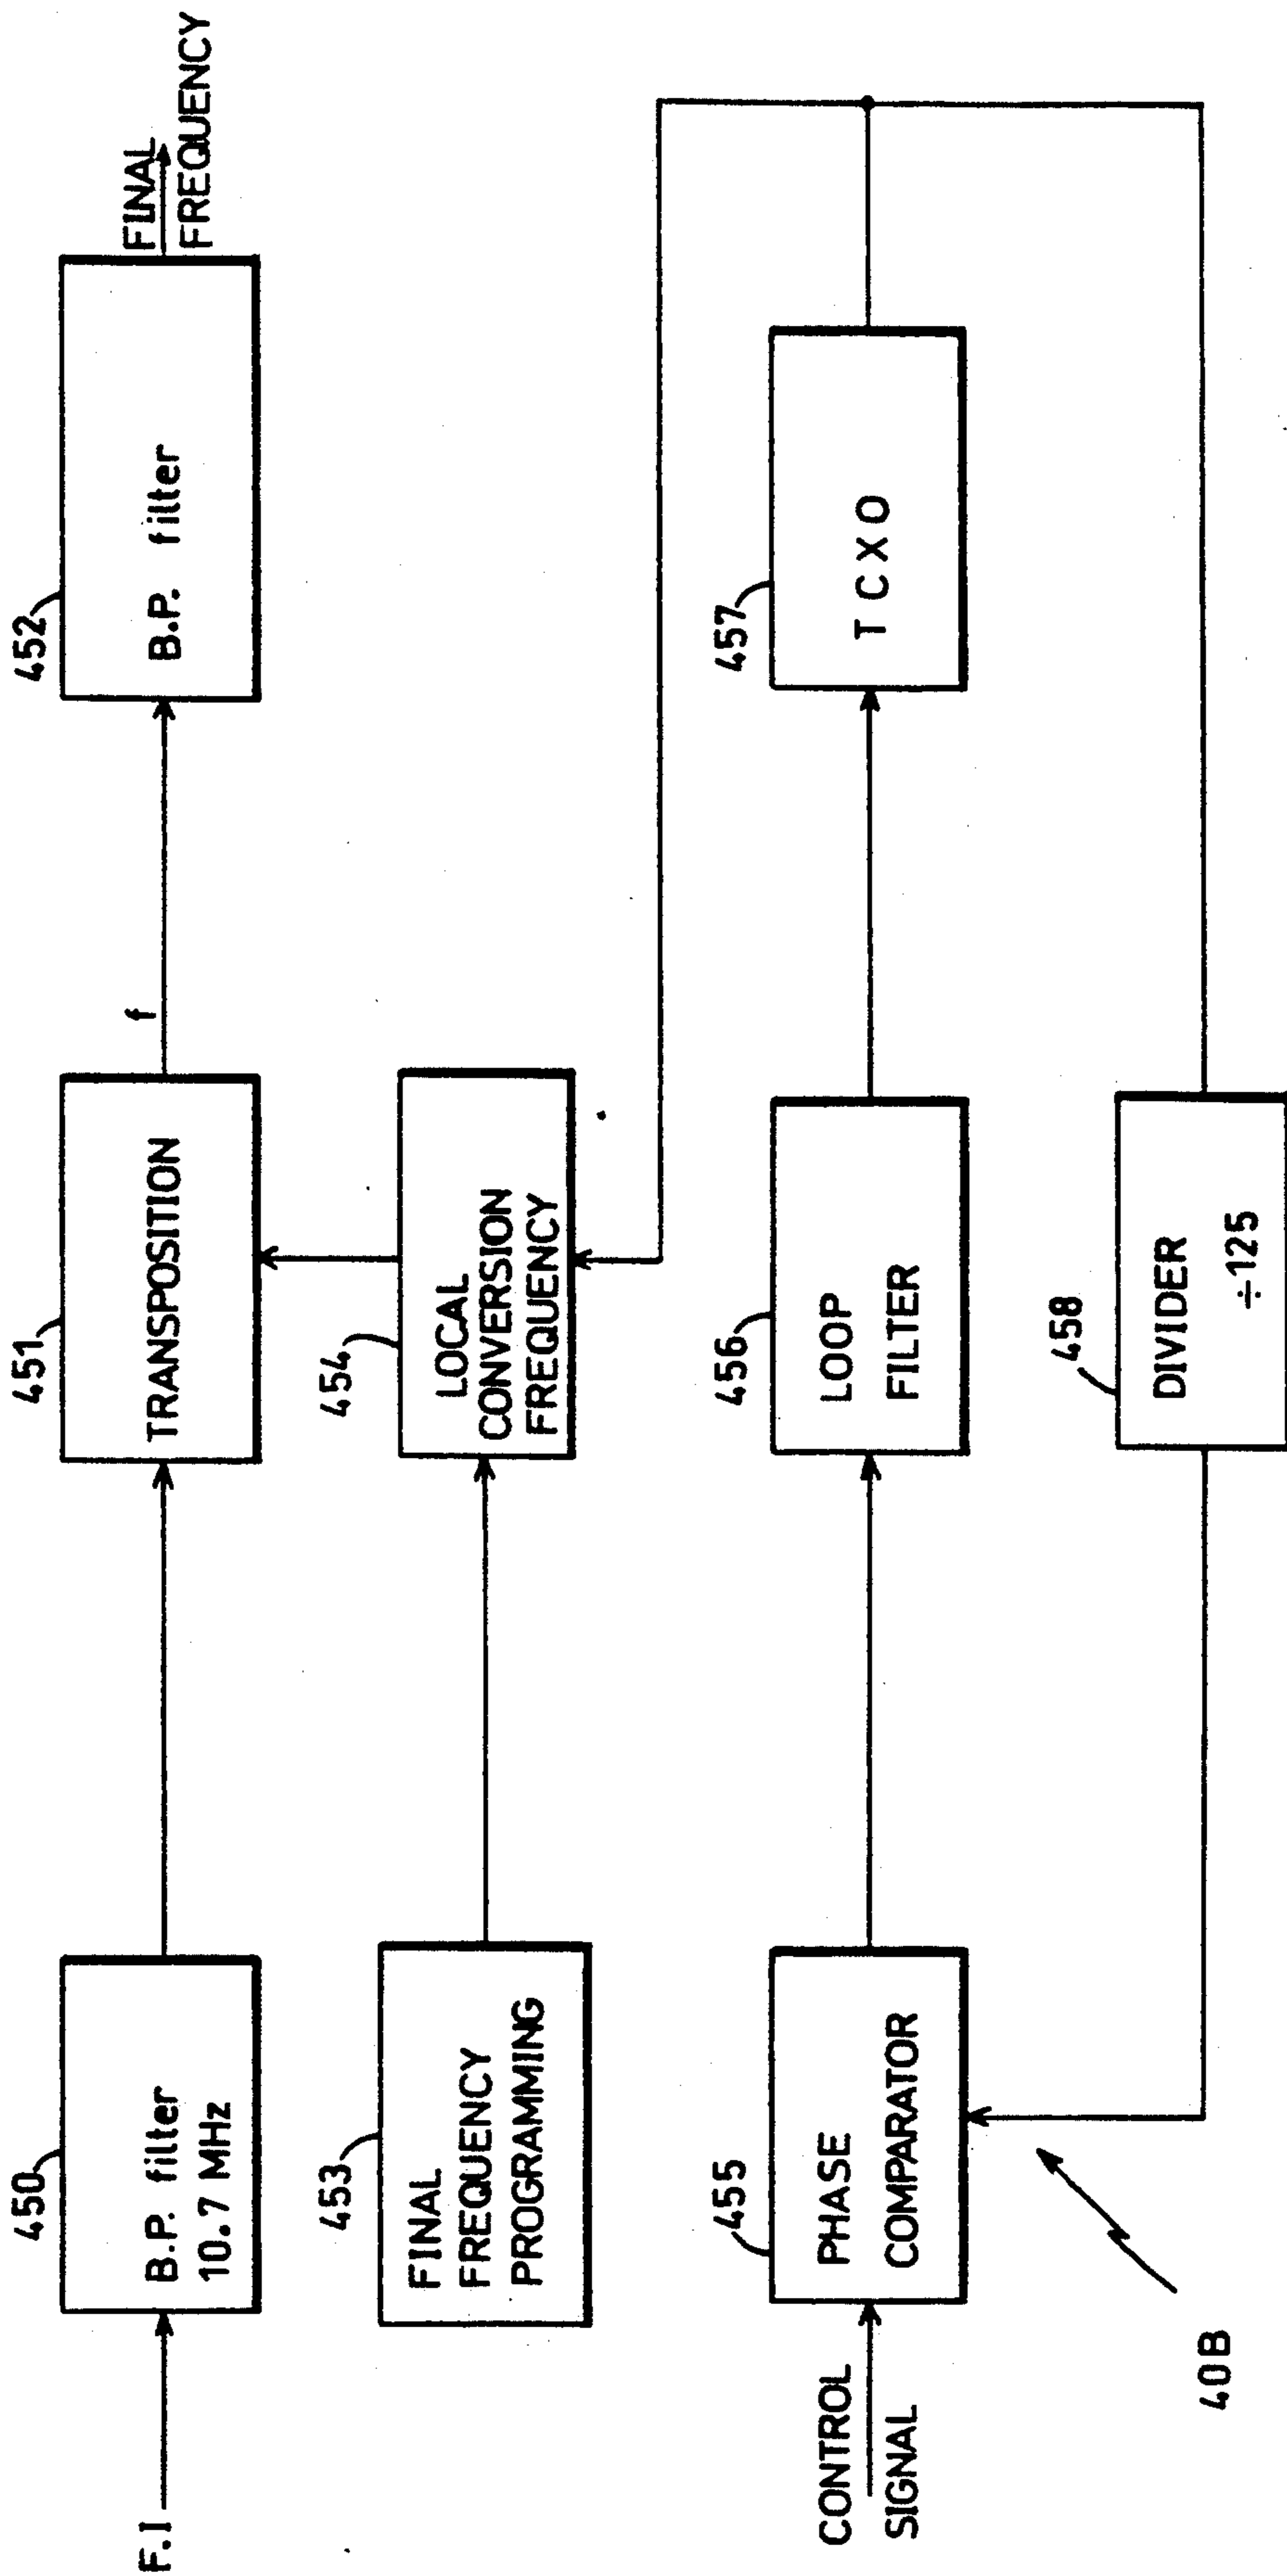 F.I
450
B.P. filter
10.7 MHz
451
TRANSPOSITION
f
452
B.P. filter
FINAL
FREQUENCY
453
FINAL
FREQUENCY
PROGRAMMING
454
LOCAL
CONVERSION
FREQUENCY
CONTROL
SIGNAL
455
PHASE
COMPARATOR
456
LOOP
FILTER
457
T C X O
458
DIVIDER
÷125
40B